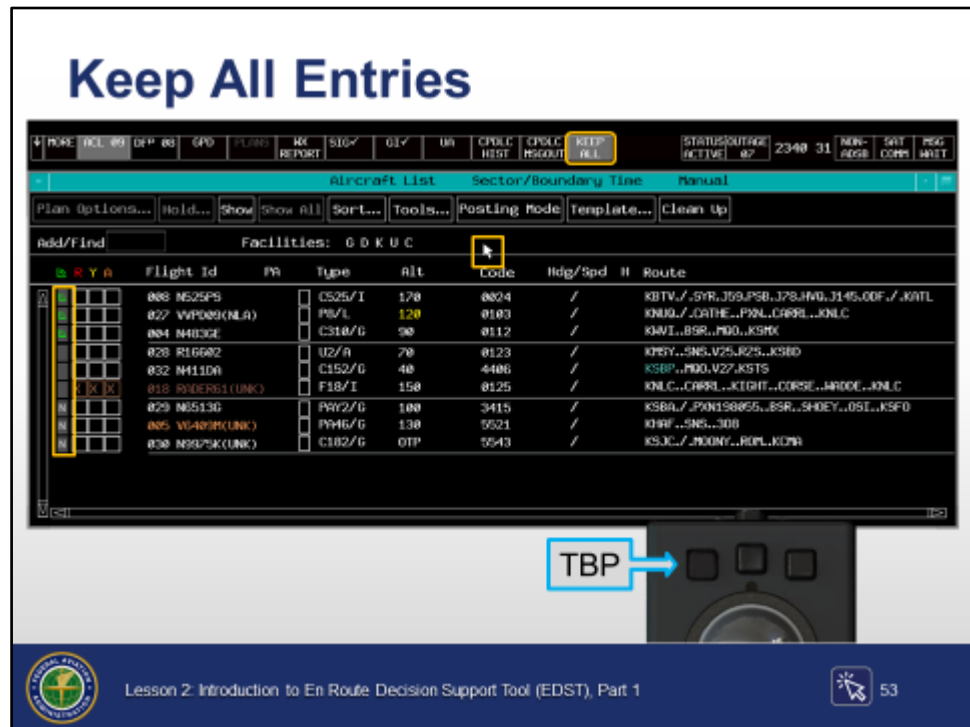 Keep All Entries
MORE ACL 09 DEP 08 GPD PLANS WX REPORT SIG✓ GI✓ UA CPDLC HIST CPDLC MSGOUT KEEP ALL STATUS ACTIVE OUTAGE 07 2340 31 NON-ADSB SAT COMM MSG WAIT
Aircraft List Sector/Boundary Time Manual
Plan Options... Hold... Show Show All Sort... Tools... Posting Mode Template... Clean Up
Add/Find Facilities: G D K U C
R Y A Flight Id PA Type Alt Code Hdg/Spd H Route
008 N525PS C525/I 170 0024 / KBTV./.SYR.J59.PSB.J78.HVQ.J145.ODF./.KATL
027 VVPD09(NLA) P8/L 120 0103 / KNUQ./.CATHE..PXN..CARRL..KNLC
004 N483GE C310/G 90 0112 / KWVI..BSR..MQO..KSMX
028 R16602 U2/A 70 0123 / KMRY..SNS.V25.RZS..KSBD
032 N411DA C152/G 40 4406 / KSBP..MQO.V27.KSTS
X X X 018 RADER61(UNK) F18/I 150 0125 / KNLC..CARRL..KIGHT..CORSE..WADDE..KNLC
N 029 N6513G PAY2/G 100 3415 / KSBA./.PXN198055..BSR..SHOEY..OSI..KSFO
N 005 V6409M(UNK) PA46/G 130 5521 / KHAF..SNS..308
N 030 N9975K(UNK) C182/G OTP 5543 / KSJC./.MOONY..ROM..KCMA
TBP
Lesson 2: Introduction to En Route Decision Support Tool (EDST), Part 1
53